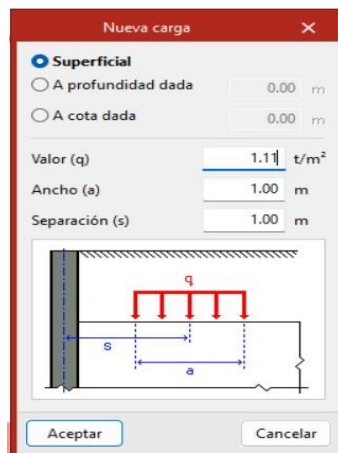 Nueva carga
Superficial
A profundidad dada 0.00 m
A cota dada 0.00 m
Valor (q) 1.11 t/m²
Ancho (a) 1.00 m
Separación (s) 1.00 m
q
s
a
Aceptar Cancelar